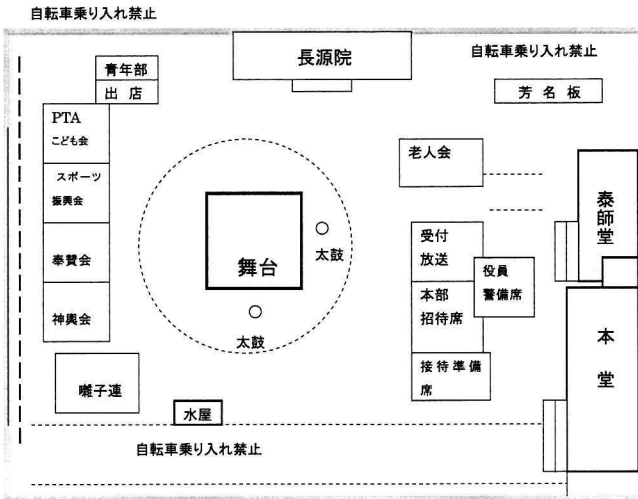 自転車乗り入れ禁止
長源院
自転車乗り入れ禁止
青年部
出店
芳名板
PTA
こども会
老人会
スポーツ
振興会
泰師堂
舞台
太鼓
受付
放送
奉賛会
役員
警備席
本部
招待席
神興会
太鼓
本堂
接待準備
席
囃子連
水屋
自転車乗り入れ禁止